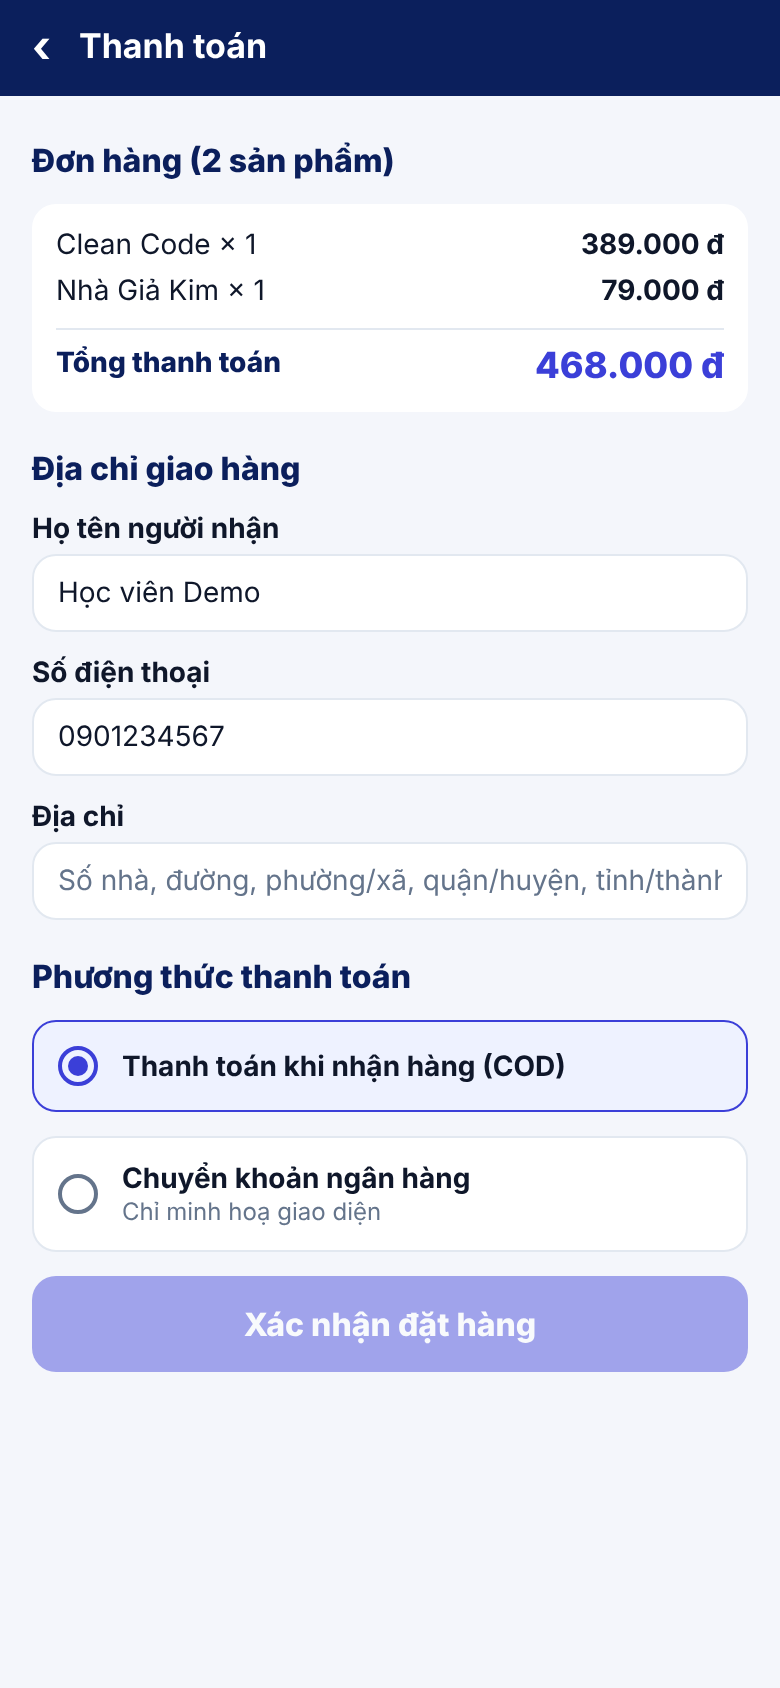 ‹ Thanh toán
Đơn hàng (2 sản phẩm)
Clean Code × 1 389.000 đ
Nhà Giả Kim × 1 79.000 đ
Tổng thanh toán 468.000 đ
Địa chỉ giao hàng
Họ tên người nhận
Học viên Demo
Số điện thoại
0901234567
Địa chỉ
Số nhà, đường, phường/xã, quận/huyện, tỉnh/thành
Phương thức thanh toán
Thanh toán khi nhận hàng (COD)
Chuyển khoản ngân hàng
Chỉ minh hoạ giao diện
Xác nhận đặt hàng